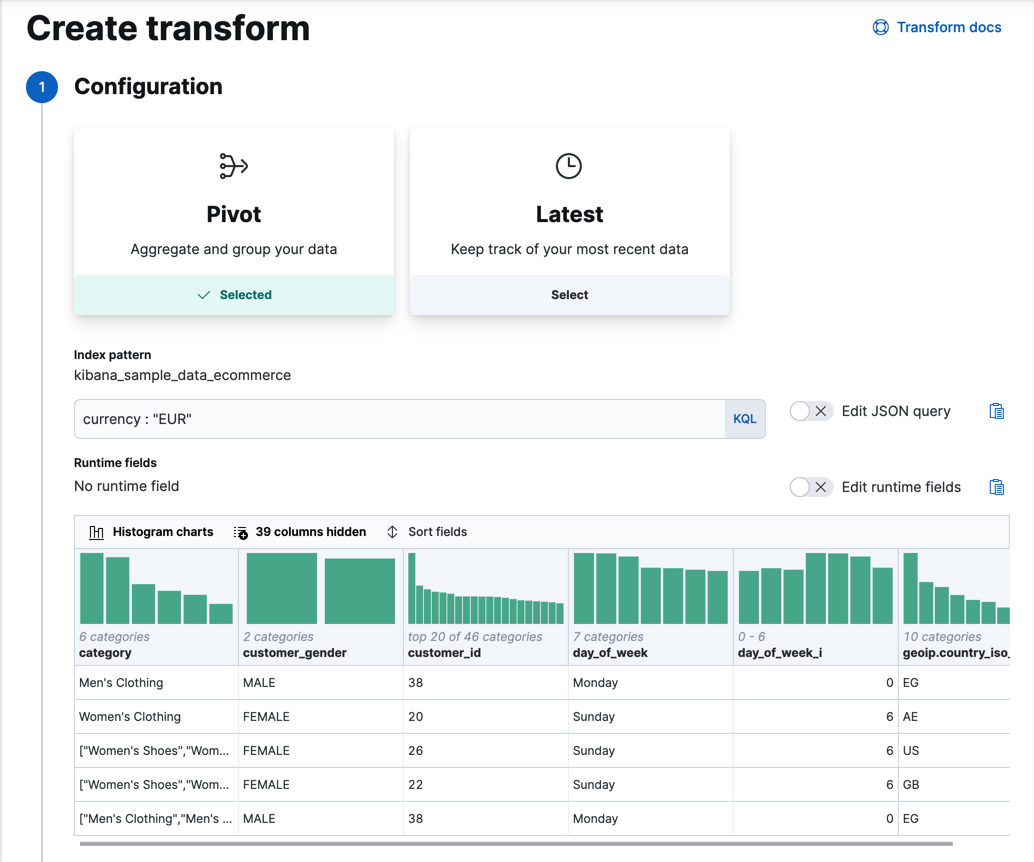 Create transform
Transform docs
1
Configuration
Pivot
Aggregate and group your data
Selected
Latest
Keep track of your most recent data
Select
Index pattern
kibana_sample_data_ecommerce
currency : "EUR"
KQL
Edit JSON query
Runtime fields
No runtime field
Edit runtime fields
Histogram charts
39 columns hidden
Sort fields
6 categories
2 categories
top 20 of 46 categories
7 categories
0 - 6
10 categories
category
customer_gender
customer_id
day_of_week
day_of_week_i
geoip.country_iso_
Men's Clothing MALE 38 Monday 0 EG
Women's Clothing FEMALE 20 Sunday 6 AE
["Women's Shoes","Wom... FEMALE 26 Sunday 6 US
["Women's Shoes","Wom... FEMALE 22 Sunday 6 GB
["Men's Clothing","Men's ... MALE 38 Monday 0 EG